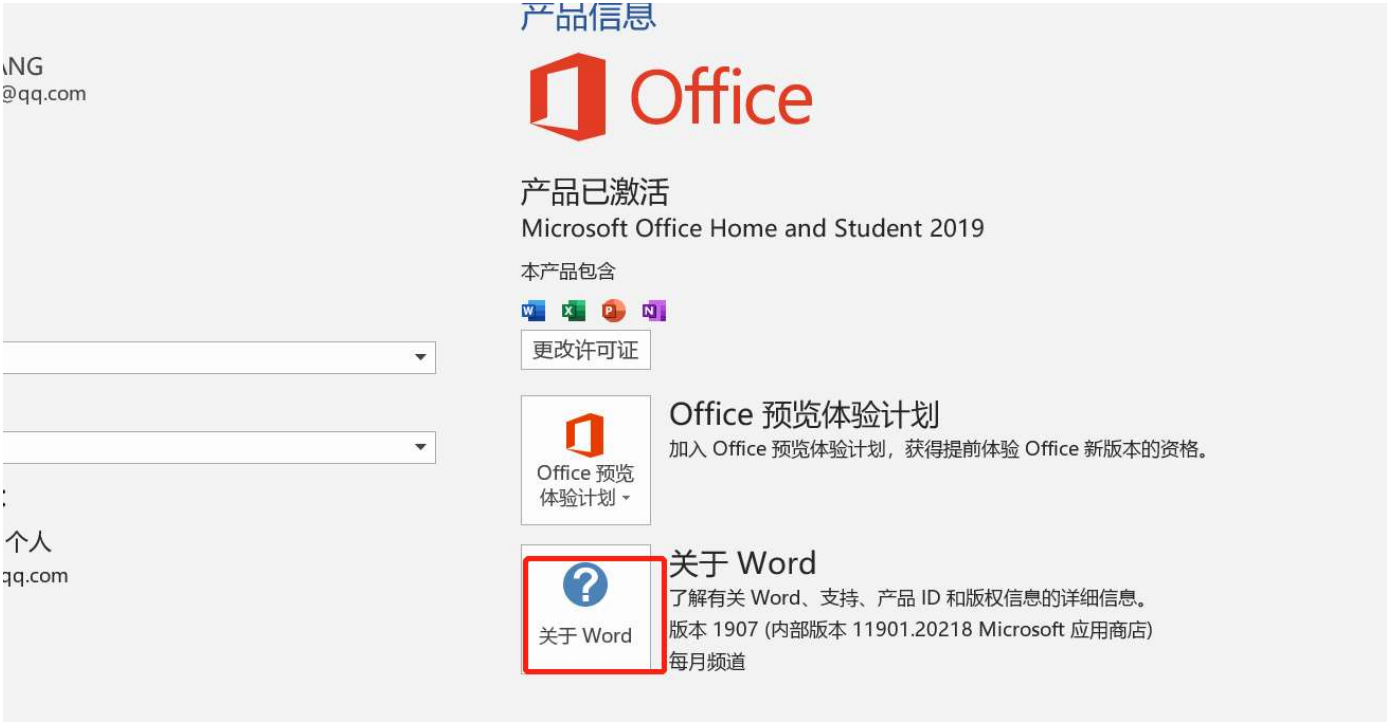 产品信息
ANG
@qq.com
Office
产品已激活
Microsoft Office Home and Student 2019
本产品包含
W X P N
更改许可证
Office 预览体验计划
加入 Office 预览体验计划，获得提前体验 Office 新版本的资格。
Office 预览
体验计划
个人
qq.com
关于 Word
了解有关 Word、支持、产品 ID 和版权信息的详细信息。
关于 Word
版本 1907 (内部版本 11901.20218 Microsoft 应用商店)
每月频道